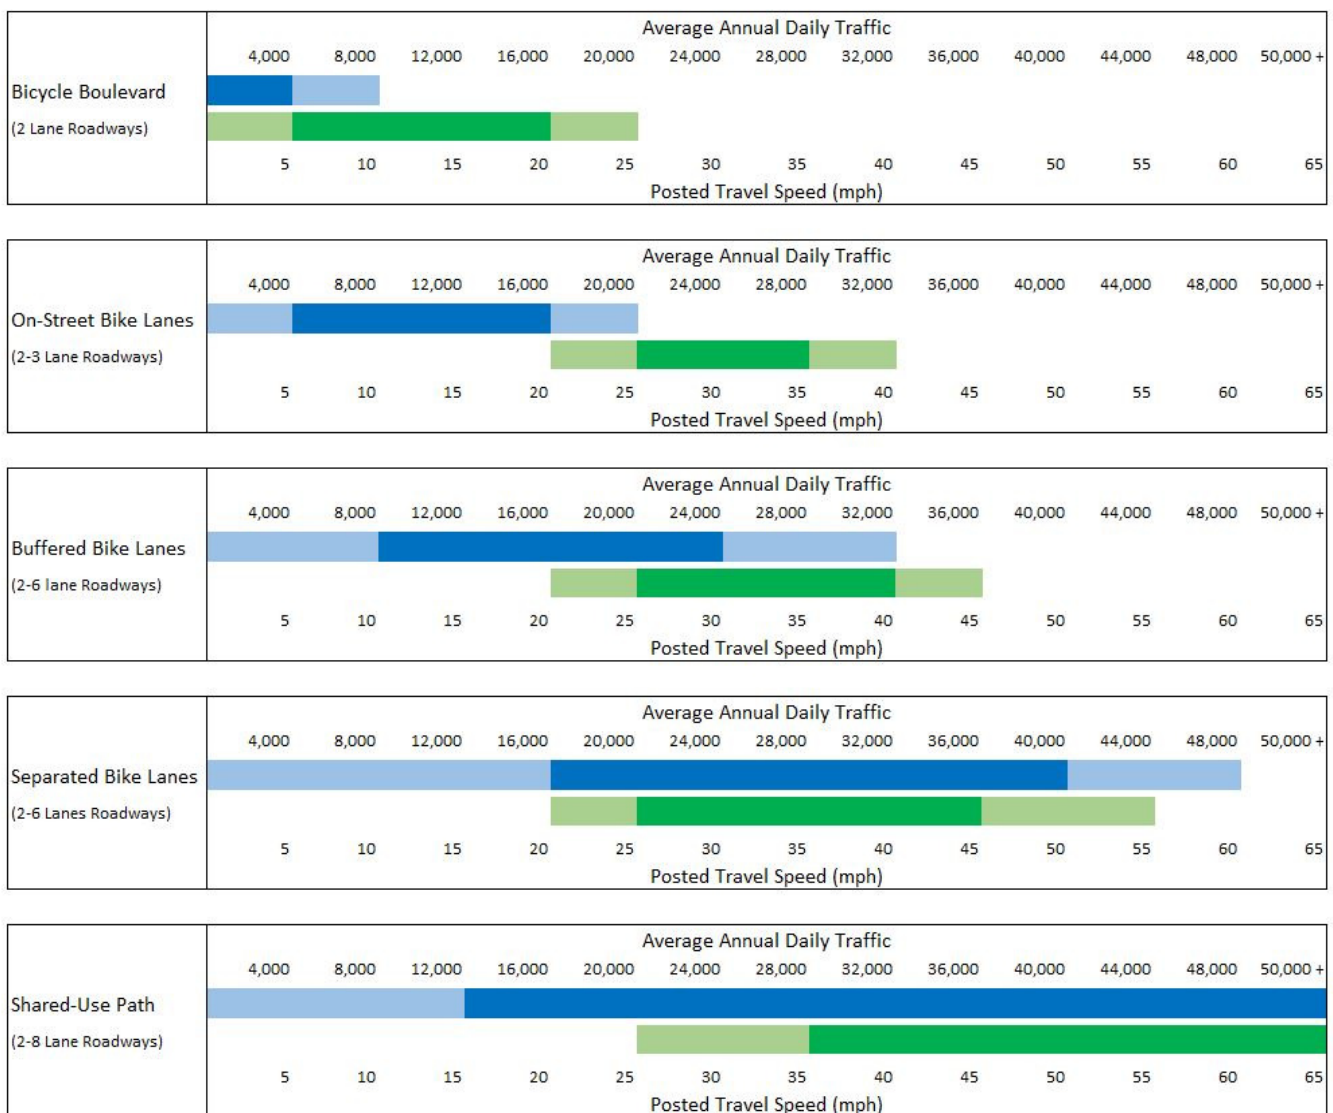 Average Annual Daily Traffic
4,000 8,000 12,000 16,000 20,000 24,000 28,000 32,000 36,000 40,000 44,000 48,000 50,000 +
Bicycle Boulevard
(2 Lane Roadways)
5 10 15 20 25 30 35 40 45 50 55 60 65
Posted Travel Speed (mph)
Average Annual Daily Traffic
4,000 8,000 12,000 16,000 20,000 24,000 28,000 32,000 36,000 40,000 44,000 48,000 50,000 +
On-Street Bike Lanes
(2-3 Lane Roadways)
5 10 15 20 25 30 35 40 45 50 55 60 65
Posted Travel Speed (mph)
Average Annual Daily Traffic
4,000 8,000 12,000 16,000 20,000 24,000 28,000 32,000 36,000 40,000 44,000 48,000 50,000 +
Buffered Bike Lanes
(2-6 lane Roadways)
5 10 15 20 25 30 35 40 45 50 55 60 65
Posted Travel Speed (mph)
Average Annual Daily Traffic
4,000 8,000 12,000 16,000 20,000 24,000 28,000 32,000 36,000 40,000 44,000 48,000 50,000 +
Separated Bike Lanes
(2-6 Lanes Roadways)
5 10 15 20 25 30 35 40 45 50 55 60 65
Posted Travel Speed (mph)
Average Annual Daily Traffic
4,000 8,000 12,000 16,000 20,000 24,000 28,000 32,000 36,000 40,000 44,000 48,000 50,000 +
Shared-Use Path
(2-8 Lane Roadways)
5 10 15 20 25 30 35 40 45 50 55 60 65
Posted Travel Speed (mph)